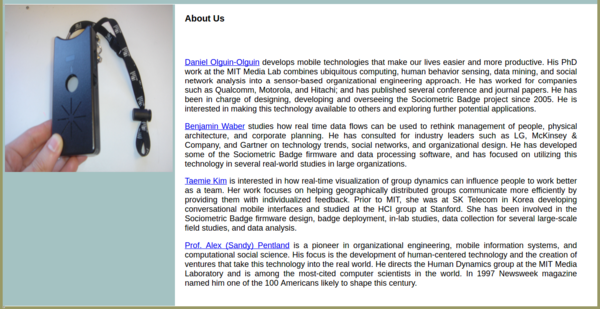 About Us
Daniel Olguin-Olguin develops mobile technologies that make our lives easier and more productive. His PhD
work at the MIT Media Lab combines ubiquitous computing, human behavior sensing, data mining, and social
network analysis into a sensor-based organizational engineering approach. He has worked for companies
such as Qualcomm, Motorola, and Hitachi; and has published several conference and journal papers. He has
been in charge of designing, developing and overseeing the Sociometric Badge project since 2005. He is
interested in making this technology available to others and exploring further potential applications.
Benjamin Waber studies how real time data flows can be used to rethink management of people, physical
architecture, and corporate planning. He has consulted for industry leaders such as LG, McKinsey &
Company, and Gartner on technology trends, social networks, and organizational design. He has developed
some of the Sociometric Badge firmware and data processing software, and has focused on utilizing this
technology in several real-world studies in large organizations.
Taemie Kim is interested in how real-time visualization of group dynamics can influence people to work better
as a team. Her work focuses on helping geographically distributed groups communicate more efficiently by
providing them with individualized feedback. Prior to MIT, she was at SK Telecom in Korea developing
conversational mobile interfaces and studied at the HCI group at Stanford. She has been involved in the
Sociometric Badge firmware design, badge deployment, in-lab studies, data collection for several large-scale
field studies, and data analysis.
Prof. Alex (Sandy) Pentland is a pioneer in organizational engineering, mobile information systems, and
computational social science. His focus is the development of human-centered technology and the creation of
ventures that take this technology into the real world. He directs the Human Dynamics group at the MIT Media
Laboratory and is among the most-cited computer scientists in the world. In 1997 Newsweek magazine
named him one of the 100 Americans likely to shape this century.